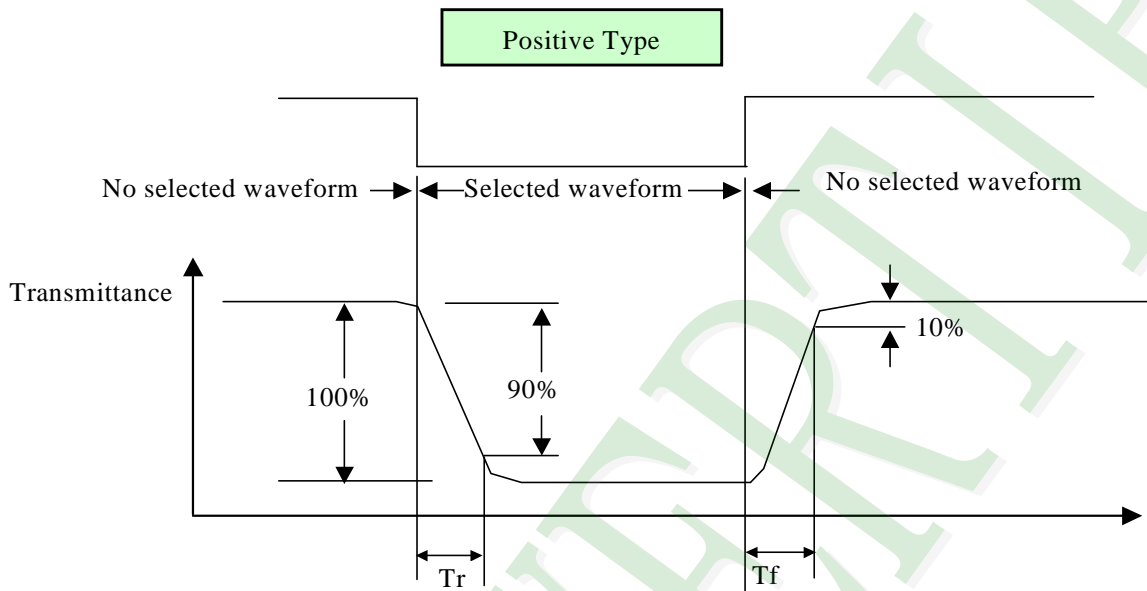 Positive Type
No selected waveform
Selected waveform
No selected waveform
Transmittance
100%
90%
10%
Tr
Tf